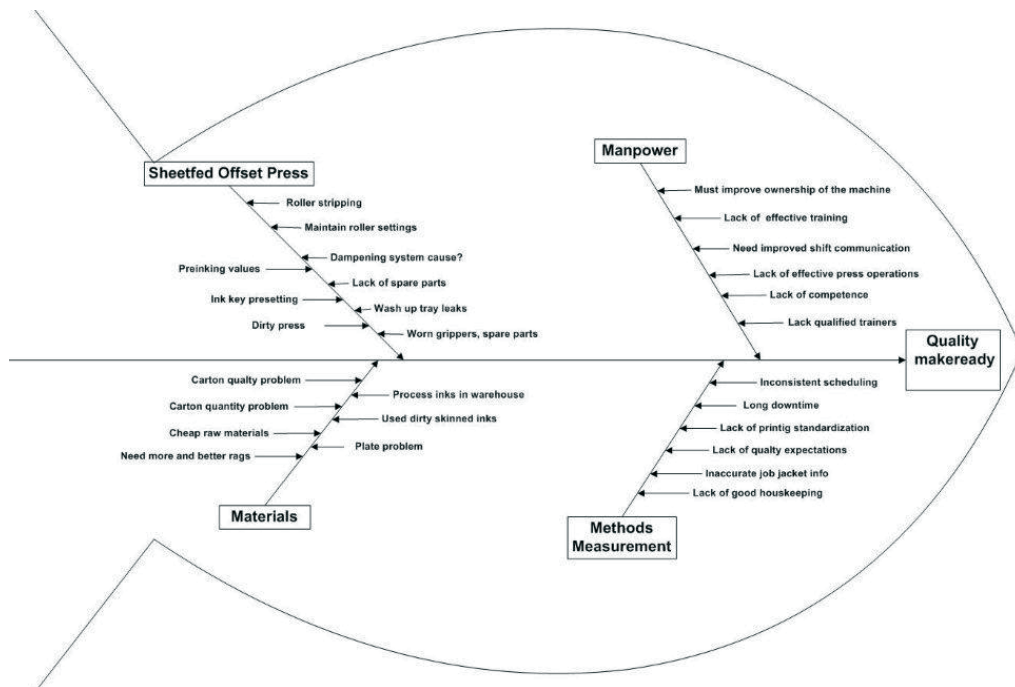 Sheetfed Offset Press
Roller stripping
Maintain roller settings
Dampening system cause?
Preinking values
Lack of spare parts
Ink key presetting
Wash up tray leaks
Dirty press
Worn grippers, spare parts
Manpower
Must improve ownership of the machine
Lack of effective training
Need improved shift communication
Lack of effective press operations
Lack of competence
Lack qualified trainers
Quality
makeready
Carton qualty problem
Process inks in warehouse
Carton quantity problem
Used dirty skinned inks
Cheap raw materials
Plate problem
Need more and better rags
Materials
Inconsistent scheduling
Long downtime
Lack of printig standardization
Lack of qualty expectations
Inaccurate job jacket info
Lack of good houskeeping
Methods
Measurement